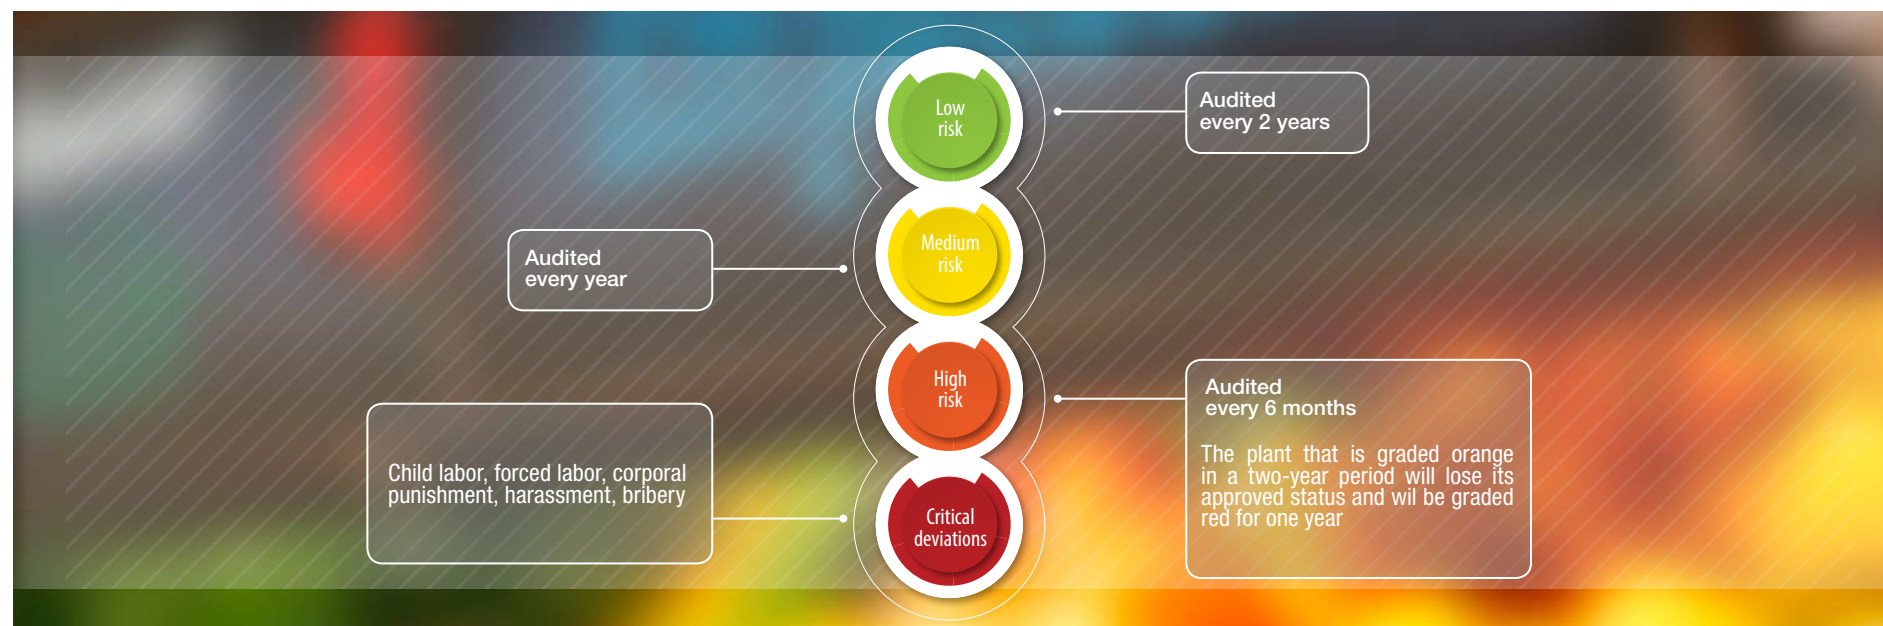 Low
risk
Audited
every 2 years
Medium
risk
Audited
every year
High
risk
Audited
every 6 months
The plant that is graded orange
in a two-year period will lose its
approved status and wil be graded
red for one year
Critical
deviations
Child labor, forced labor, corporal
punishment, harassment, bribery